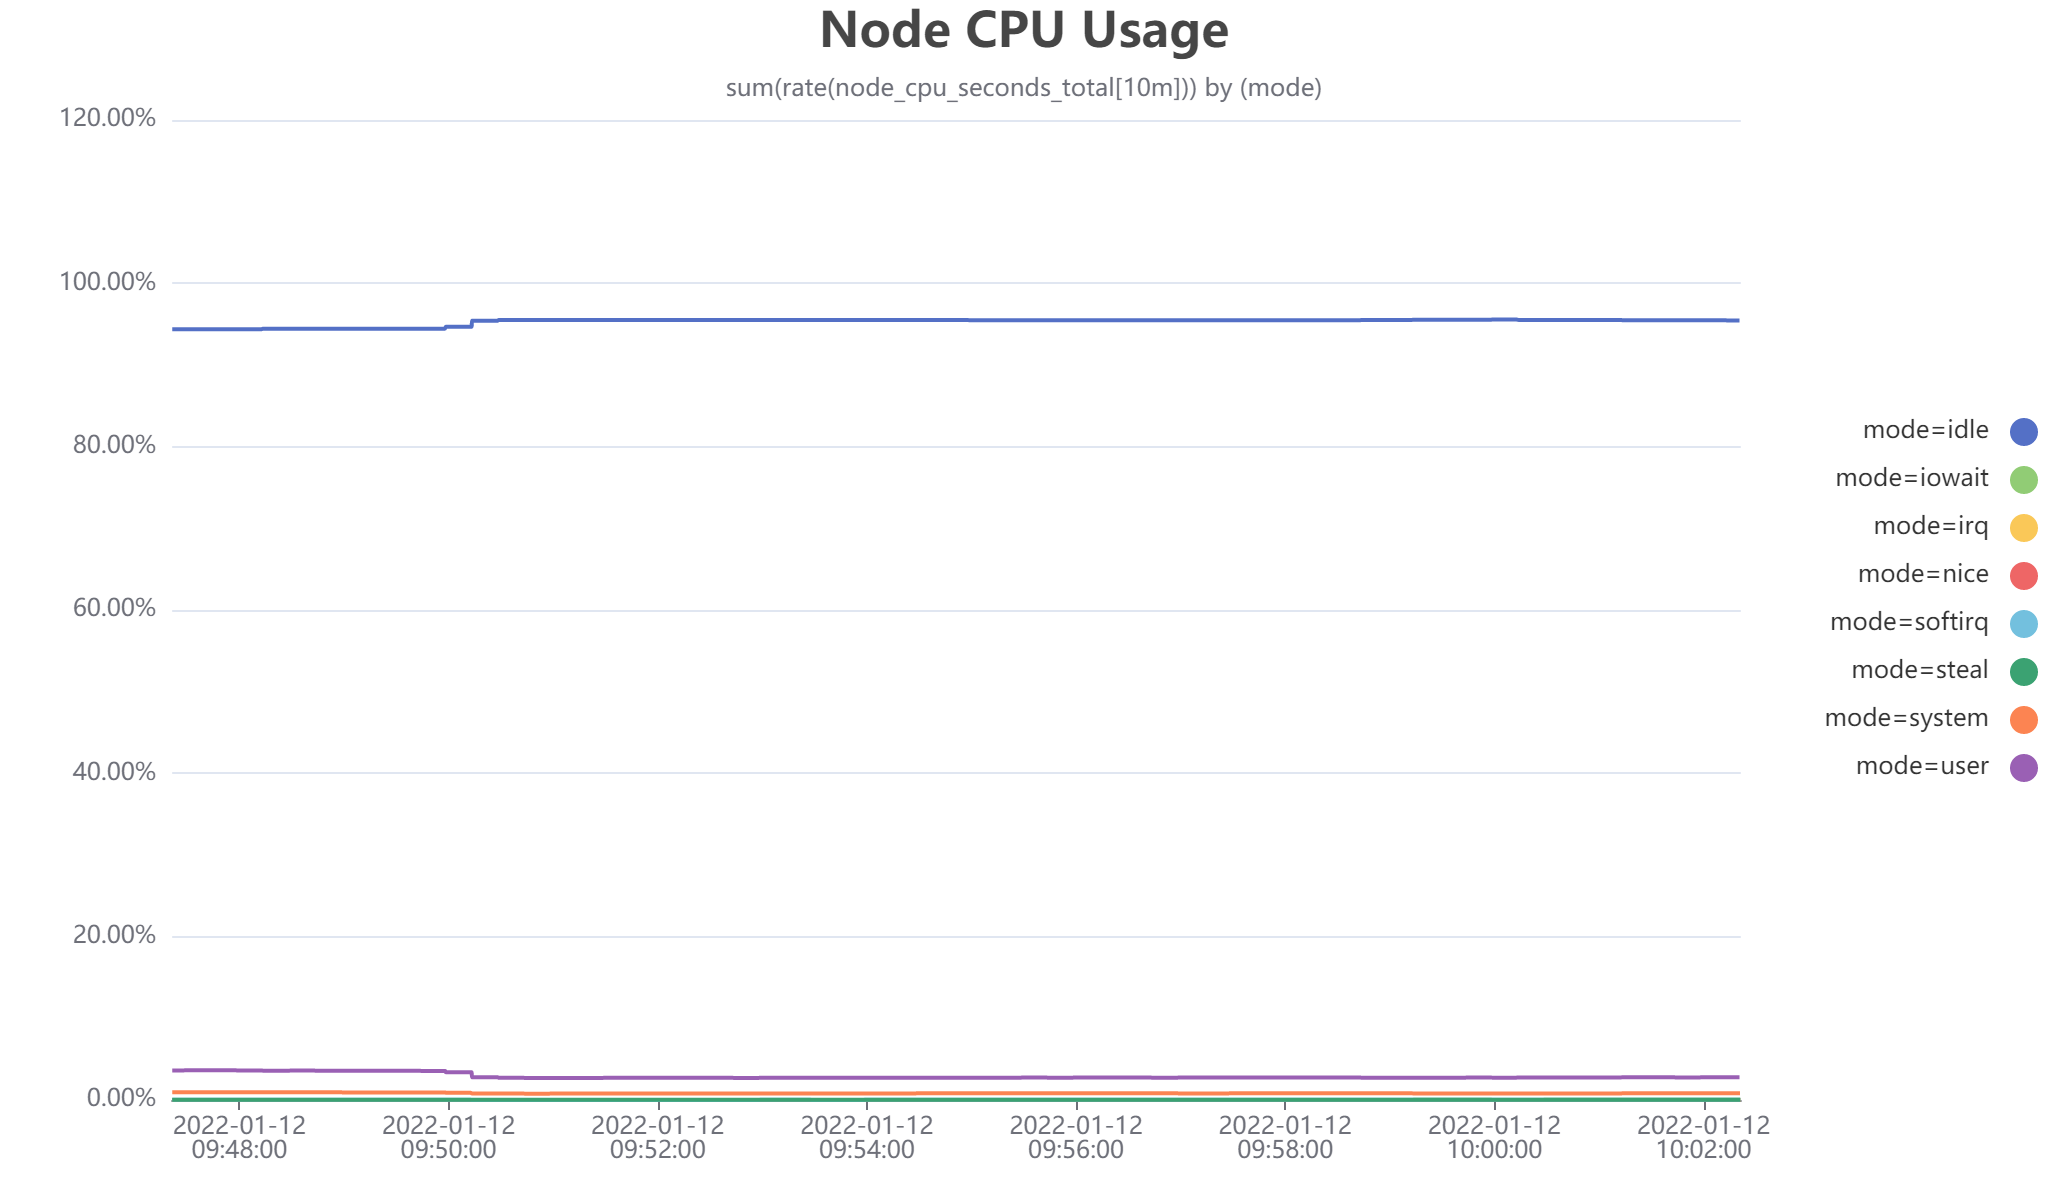 Node CPU Usage
sum(rate(node_cpu_seconds_total[10m])) by (mode)
120.00%
100.00%
80.00%
60.00%
40.00%
20.00%
0.00%
2022-01-12
09:48:00
2022-01-12
09:50:00
2022-01-12
09:52:00
2022-01-12
09:54:00
2022-01-12
09:56:00
2022-01-12
09:58:00
2022-01-12
10:00:00
2022-01-12
10:02:00
mode=idle
mode=iowait
mode=irq
mode=nice
mode=softirq
mode=steal
mode=system
mode=user